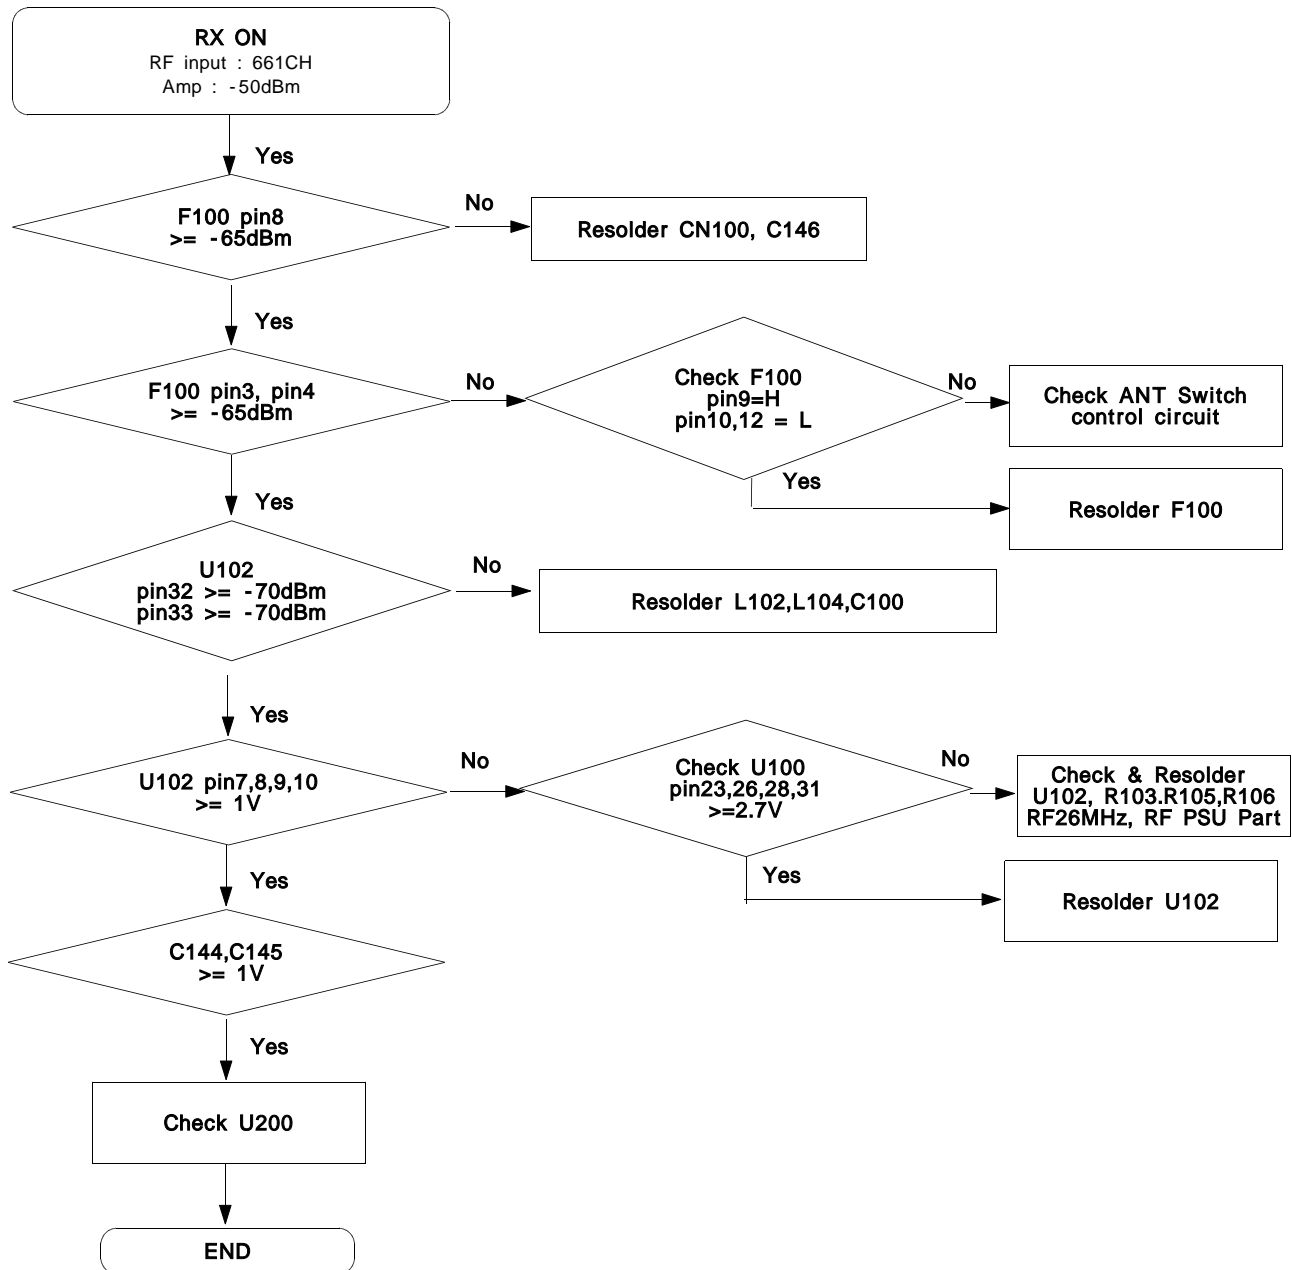 RX ON
RF input : 661CH
Amp : -50dBm
Yes
F100 pin8
>= -65dBm
No
Resolder CN100, C146
Yes
F100 pin3, pin4
>= -65dBm
No
Check F100
pin9=H
pin10,12 = L
No
Check ANT Switch
control circuit
Yes
Resolder F100
Yes
U102
pin32 >= -70dBm
pin33 >= -70dBm
No
Resolder L102,L104,C100
Yes
U102 pin7,8,9,10
>= 1V
No
Check U100
pin23,26,28,31
>=2.7V
No
Check & Resolder
U102, R103.R105,R106
RF26MHz, RF PSU Part
Yes
Resolder U102
Yes
C144,C145
>= 1V
Yes
Check U200
END